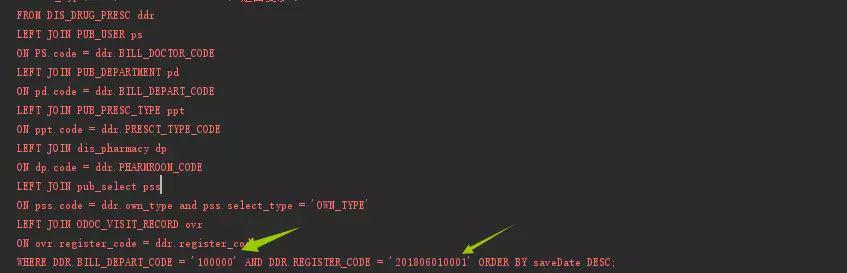 FROM DIS_DRUG_PRESC ddr
LEFT JOIN PUB_USER ps
ON PS.code = ddr.BILL_DOCTOR_CODE
LEFT JOIN PUB_DEPARTMENT pd
ON pd.code = ddr.BILL_DEPART_CODE
LEFT JOIN PUB_PRESC_TYPE ppt
ON ppt.code = ddr.PRESCT_TYPE_CODE
LEFT JOIN dis_pharmacy dp
ON dp.code = ddr.PHARMROOM_CODE
LEFT JOIN pub_select pss
ON pss.code = ddr.own_type and pss.select_type = 'OWN_TYPE'
LEFT JOIN ODOC_VISIT_RECORD ovr
ON ovr.register_code = ddr.register_cod
WHERE DDR.BILL_DEPART_CODE = '100000' AND DDR.REGISTER_CODE = '201806010001' ORDER BY saveDate DESC;